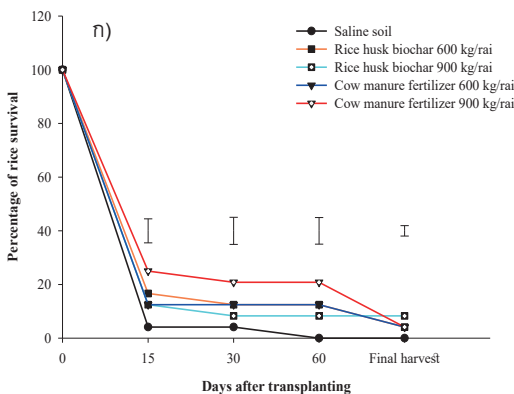 120
ก)
Saline soil
Rice husk biochar 600 kg/rai
Rice husk biochar 900 kg/rai
Cow manure fertilizer 600 kg/rai
Cow manure fertilizer 900 kg/rai
100
80
60
40
20
0
Percentage of rice survival
0 15 30 60 Final harvest
Days after transplanting